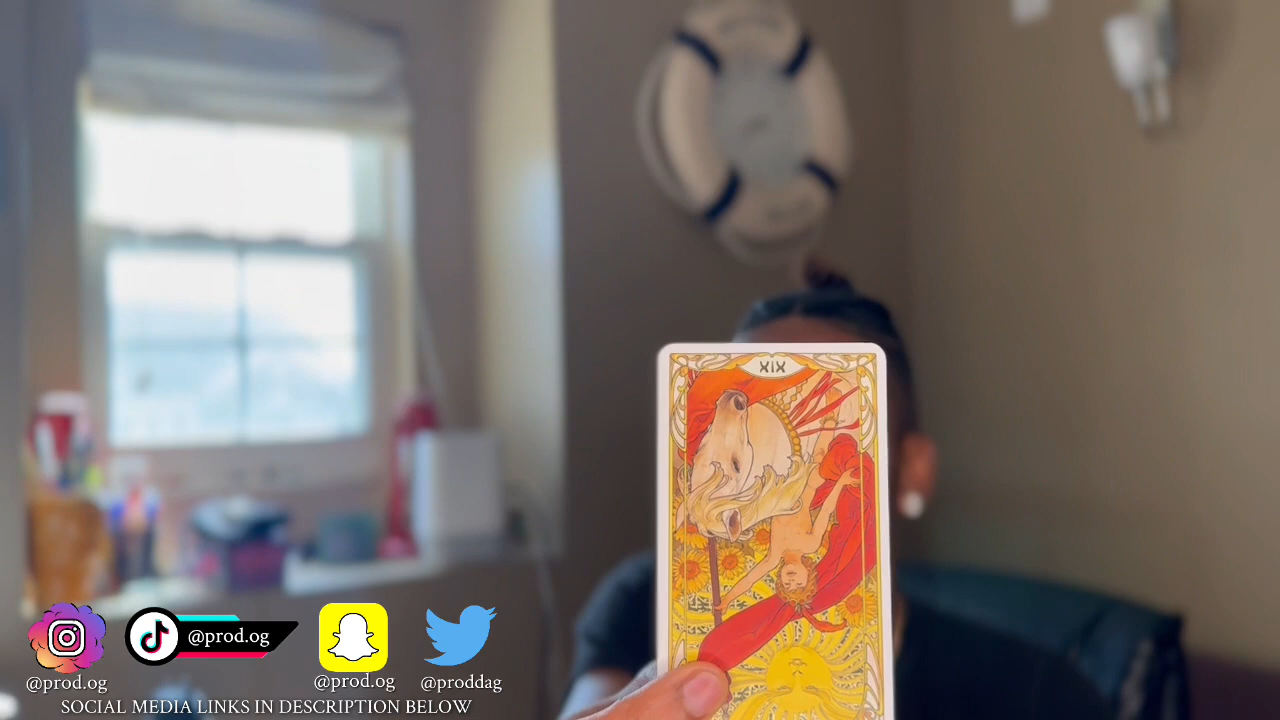 XIX
@prod.og
@prod.og
@prod.og
@proddag
SOCIAL MEDIA LINKS IN DESCRIPTION BELOW